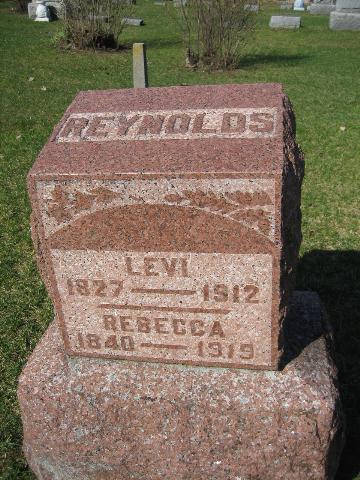 REYNOLDS
LEVI
1827 — 1912
REBECCA
1840 — 1919